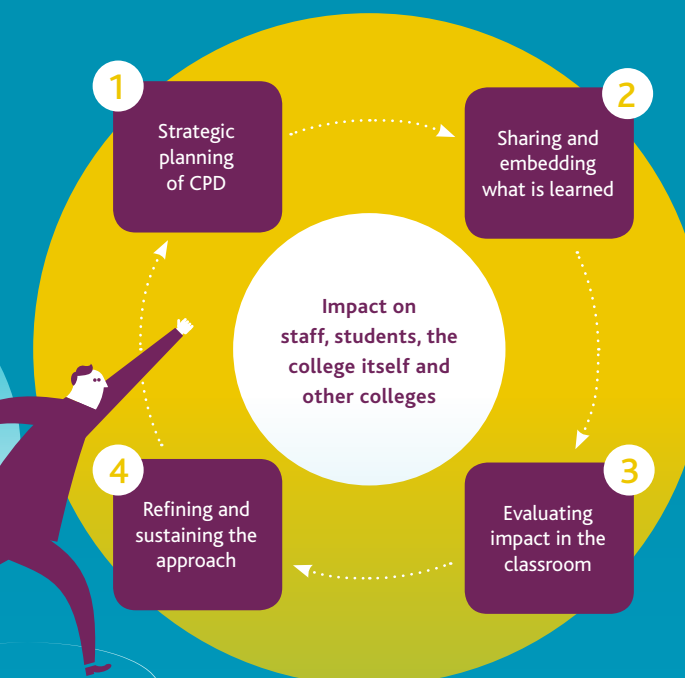 1
Strategic
planning
of CPD
2
Sharing and
embedding
what is learned
Impact on
staff, students, the
college itself and
other colleges
3
Evaluating
impact in the
classroom
4
Refining and
sustaining the
approach